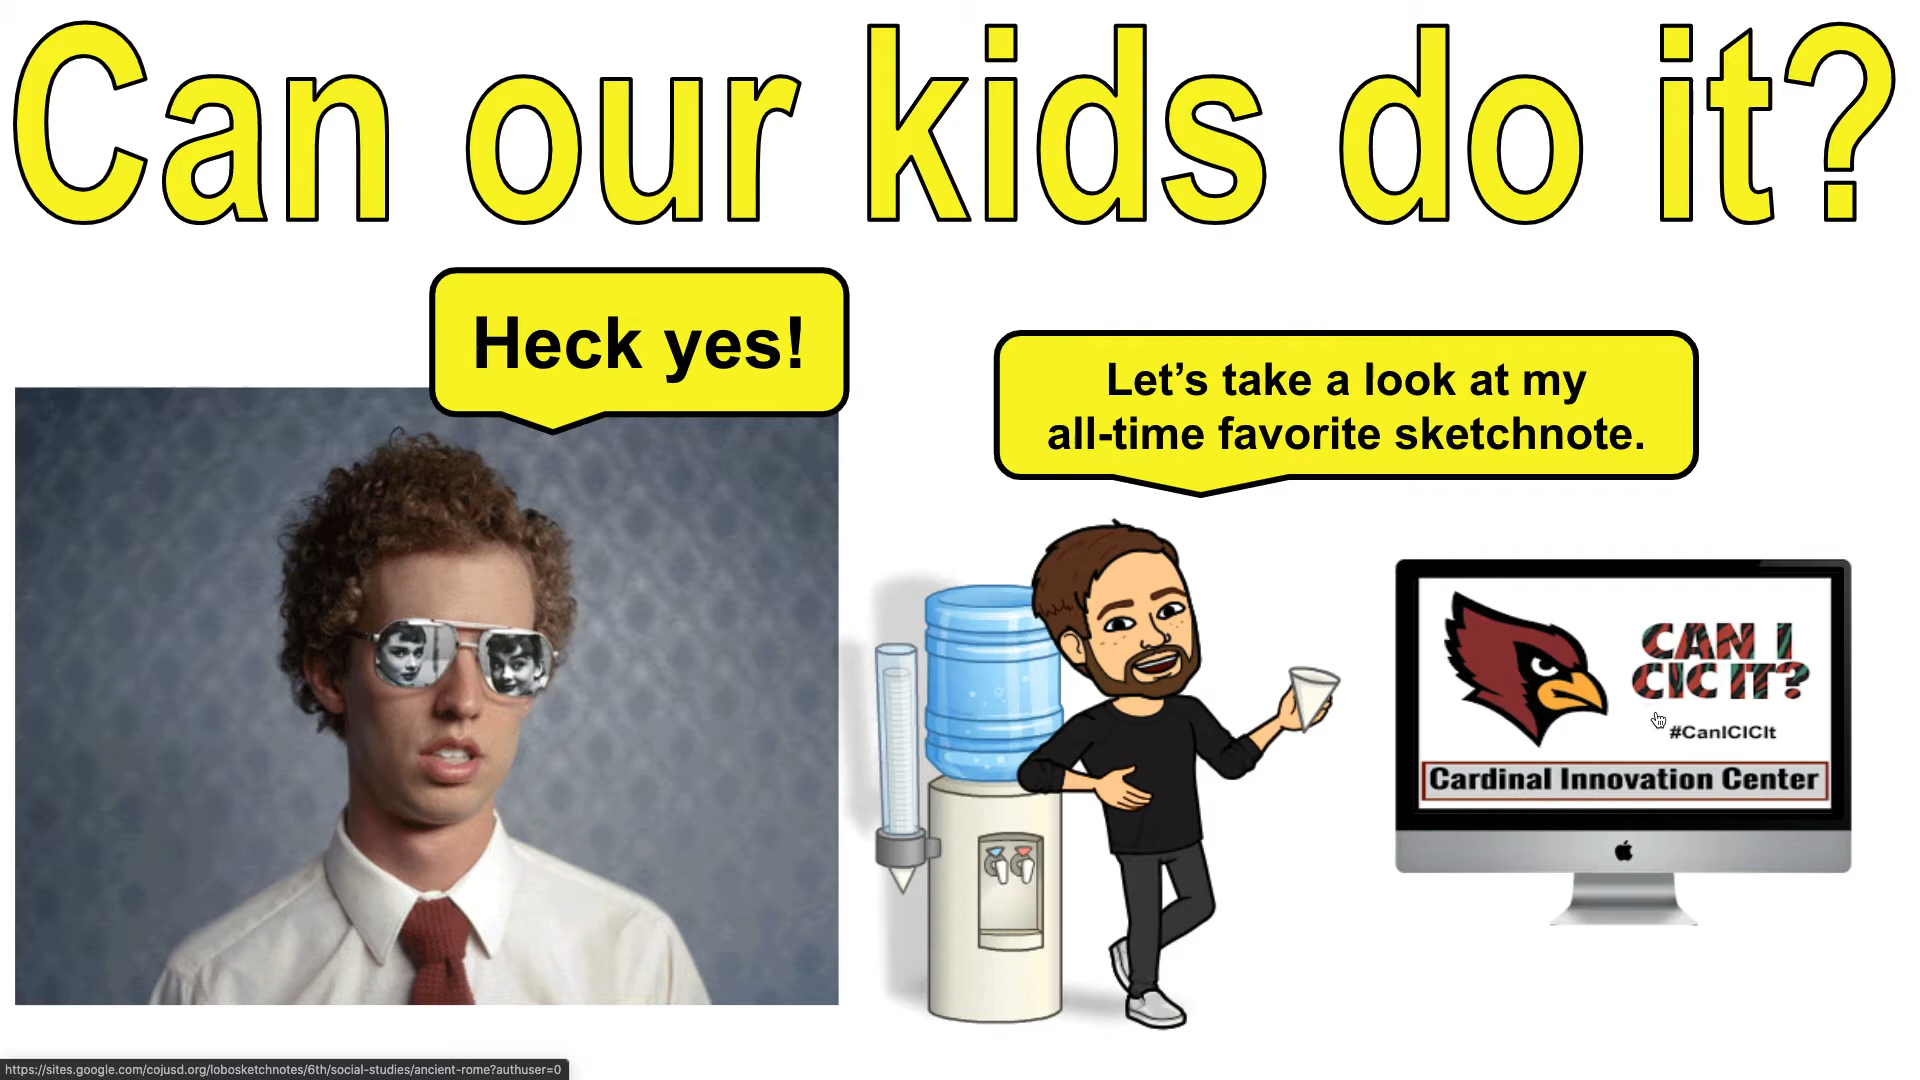 Can our kids do it?
Heck yes!
Let's take a look at my
all-time favorite sketchnote.
CAN I
CIC IT?
#CanICICIt
Cardinal Innovation Center
https://sites.google.com/cojusd.org/lobosketchnotes/6th/social-studies/ancient-rome?authuser=0